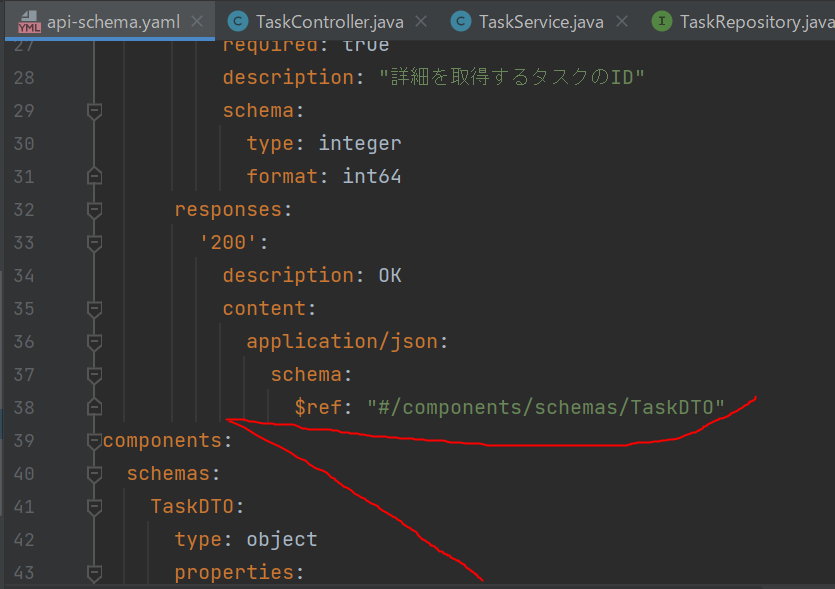 api-schema.yaml × TaskController.java × TaskService.java × TaskRepository.java
27 required: true
28 description: "詳細を取得するタスクのID"
29 schema:
30 type: integer
31 format: int64
32 responses:
33 '200':
34 description: OK
35 content:
36 application/json:
37 schema:
38 $ref: "#/components/schemas/TaskDTO"
39 components:
40 schemas:
41 TaskDTO:
42 type: object
43 properties: